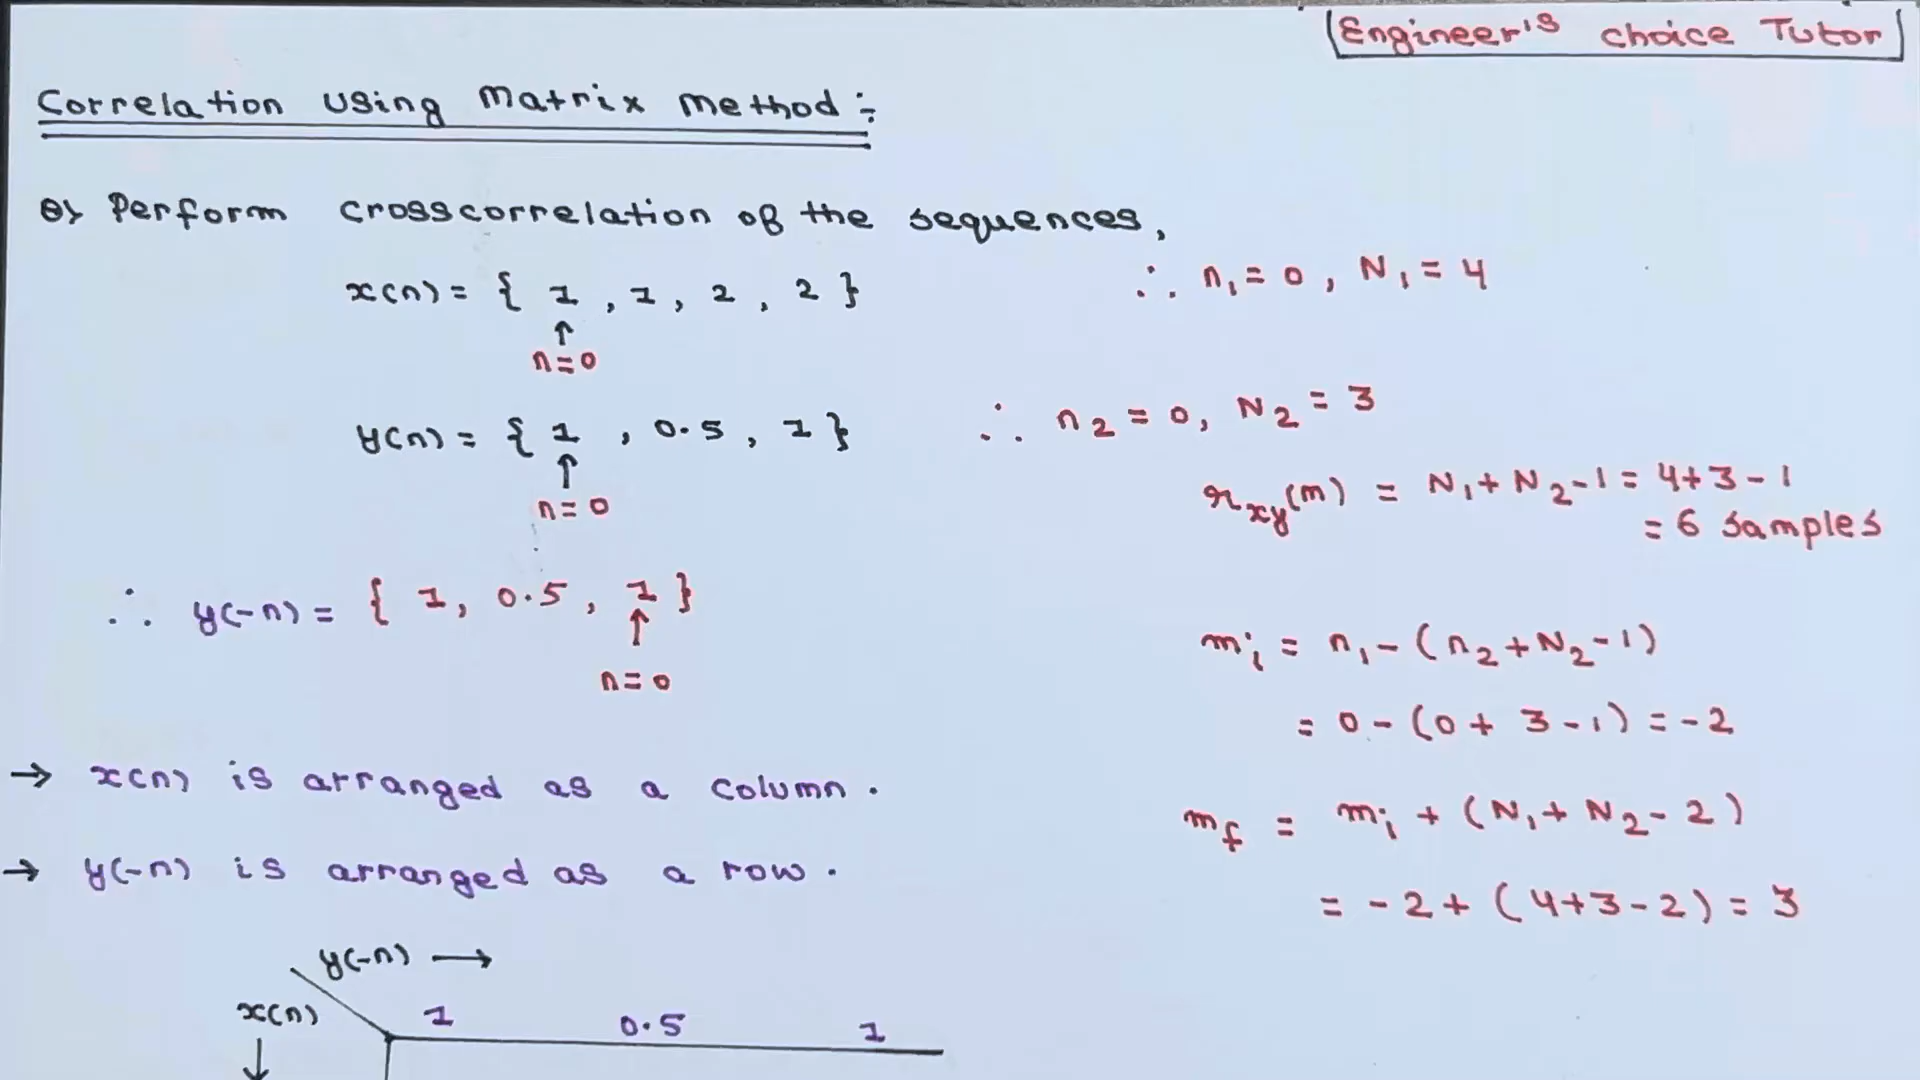 Engineer's choice Tutor
Correlation using Matrix method :-
Q) Perform crosscorrelation of the sequences,
x(n) = { 1 , 1 , 2 , 2 }
↑
n=0
∴ n₁ = 0 , N₁ = 4
y(n) = { 1 , 0.5 , 1 }
↑
n=0
∴ n₂ = 0, N₂ = 3
r_xy(m) = N₁ + N₂ - 1 = 4+3-1
= 6 samples
∴ y(-n) = { 1, 0.5 , 1 }
↑
n=0
→ x(n) is arranged as a column.
→ y(-n) is arranged as a row.
mᵢ = n₁ - (n₂ + N₂ - 1)
= 0 - (0 + 3 - 1) = -2
m_f = mᵢ + (N₁ + N₂ - 2)
= -2 + (4+3-2) = 3
y(-n) →
x(n) 1 0.5 1
↓